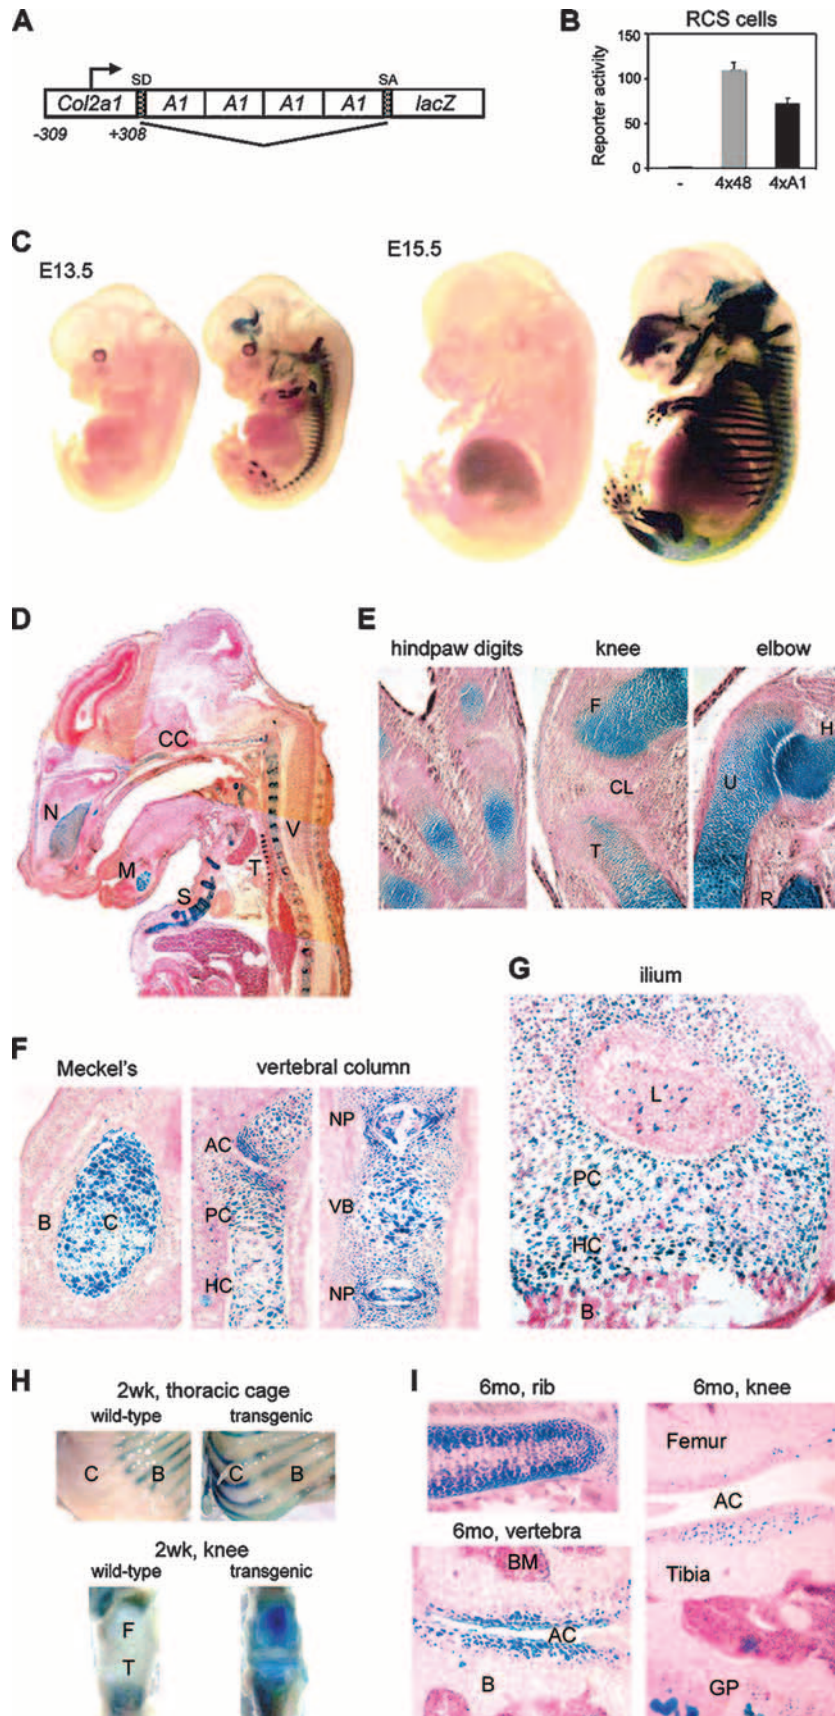 A
SD
SA
Col2a1
A1
A1
A1
A1
lacZ
-309
+308
B
RCS cells
Reporter activity
150
100
50
0
-
4x48
4xA1
C
E13.5
E15.5
D
CC
N
M
S
T
V
E
hindpaw digits
knee
elbow
F
CL
T
H
U
R
F
Meckel's
vertebral column
B
C
AC
PC
HC
NP
VB
NP
G
ilium
L
PC
HC
B
H
2wk, thoracic cage
wild-type
transgenic
C
B
C
B
2wk, knee
wild-type
transgenic
F
T
I
6mo, rib
6mo, vertebra
BM
AC
B
6mo, knee
Femur
AC
Tibia
GP